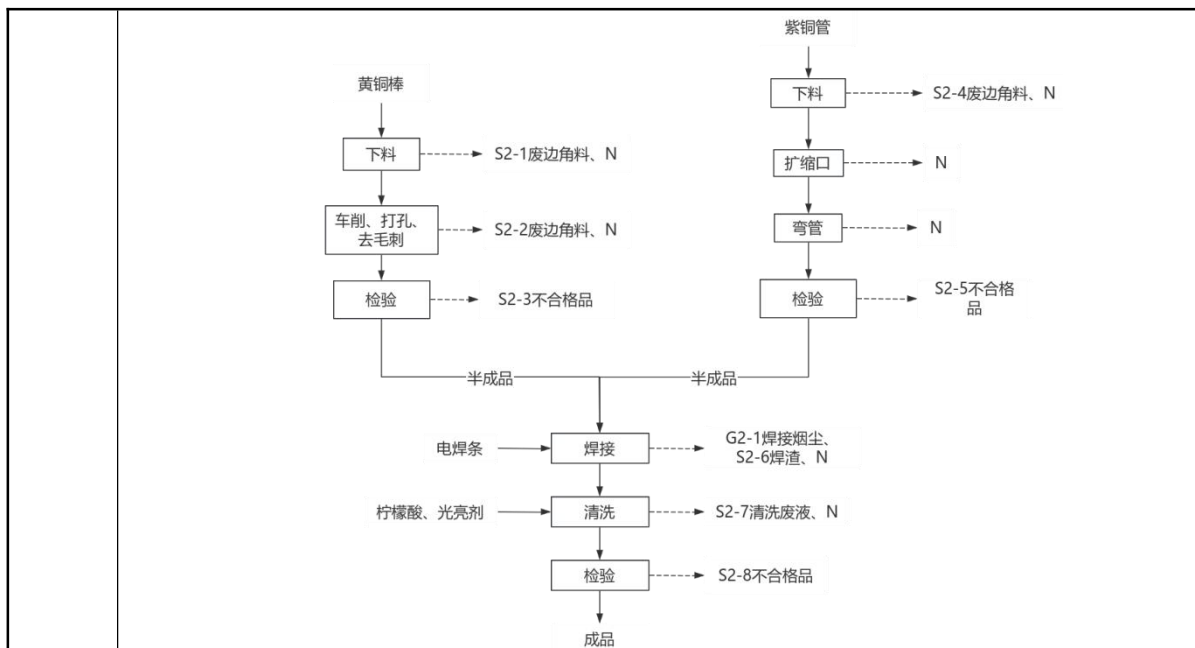 紫铜管
黄铜棒
下料
S2-4废边角料、N
下料
S2-1废边角料、N
扩缩口
N
车削、打孔、
去毛刺
S2-2废边角料、N
弯管
N
检验
S2-3不合格品
检验
S2-5不合格
品
半成品
半成品
电焊条
焊接
G2-1焊接烟尘、
S2-6焊渣、N
柠檬酸、光亮剂
清洗
S2-7清洗废液、N
检验
S2-8不合格品
成品